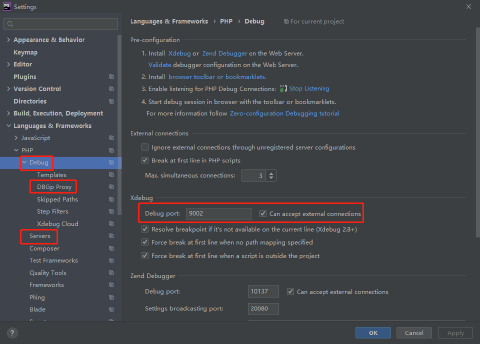 Settings
Appearance & Behavior
Keymap
Editor
Plugins
Version Control
Directories
Build, Execution, Deployment
Languages & Frameworks
JavaScript
PHP
Debug
Templates
DBGp Proxy
Skipped Paths
Step Filters
Xdebug Cloud
Servers
Composer
Test Frameworks
Quality Tools
Frameworks
Phing
Blade
Languages & Frameworks › PHP › Debug
For current project
Pre-configuration
1. Install Xdebug or Zend Debugger on the Web Server.
Validate debugger configuration on the Web Server.
2. Install browser toolbar or bookmarklets.
3. Enable listening for PHP Debug Connections: Stop Listening
4. Start debug session in browser with the toolbar or bookmarklets.
For more information follow Zero-configuration Debugging tutorial
External connections
Ignore external connections through unregistered server configurations
Break at first line in PHP scripts
Max. simultaneous connections: 3
Xdebug
Debug port: 9002 Can accept external connections
Resolve breakpoint if it's not available on the current line (Xdebug 2.8+)
Force break at first line when no path mapping specified
Force break at first line when a script is outside the project
Zend Debugger
Debug port: 10137 Can accept external connections
Settings broadcasting port: 20080
OK
Cancel
Apply
?